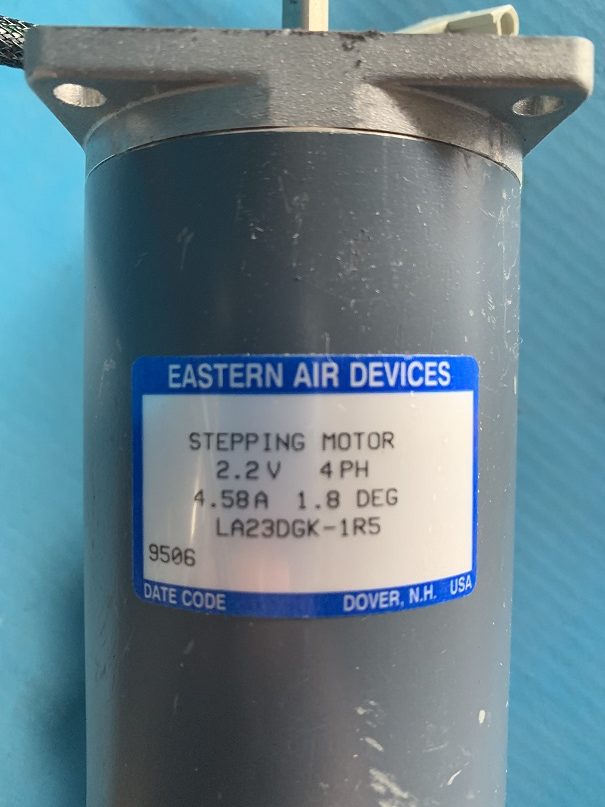 EASTERN AIR DEVICES
STEPPING MOTOR
2.2V 4PH
4.58A 1.8 DEG
LA23DGK-1R5
9506
DATE CODE DOVER, N.H. USA